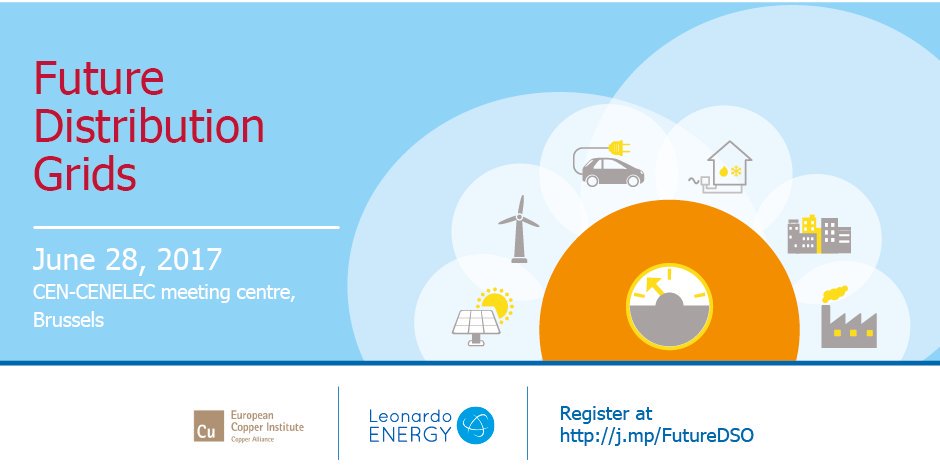 Future
Distribution
Grids
June 28, 2017
CEN-CENELEC meeting centre,
Brussels
Cu
European
Copper Institute
Copper Alliance
Leonardo
ENERGY
Register at
http://j.mp/FutureDSO